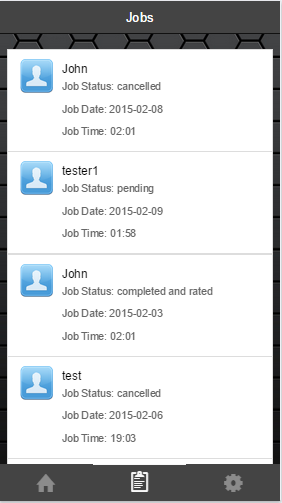 Jobs
John
Job Status: cancelled
Job Date: 2015-02-08
Job Time: 02:01
tester1
Job Status: pending
Job Date: 2015-02-09
Job Time: 01:58
John
Job Status: completed and rated
Job Date: 2015-02-03
Job Time: 02:01
test
Job Status: cancelled
Job Date: 2015-02-06
Job Time: 19:03